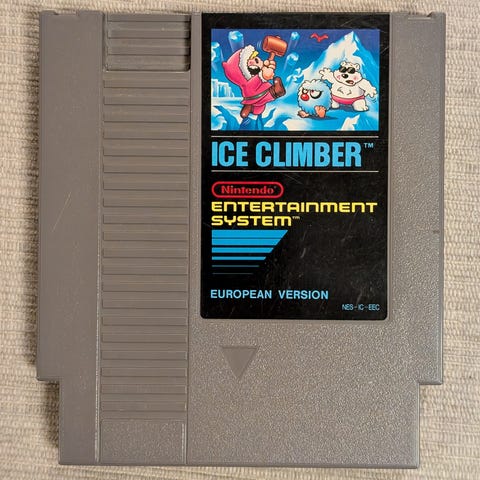 ICE CLIMBER™
Nintendo®
ENTERTAINMENT
SYSTEM™
EUROPEAN VERSION
NES-IC-EEC